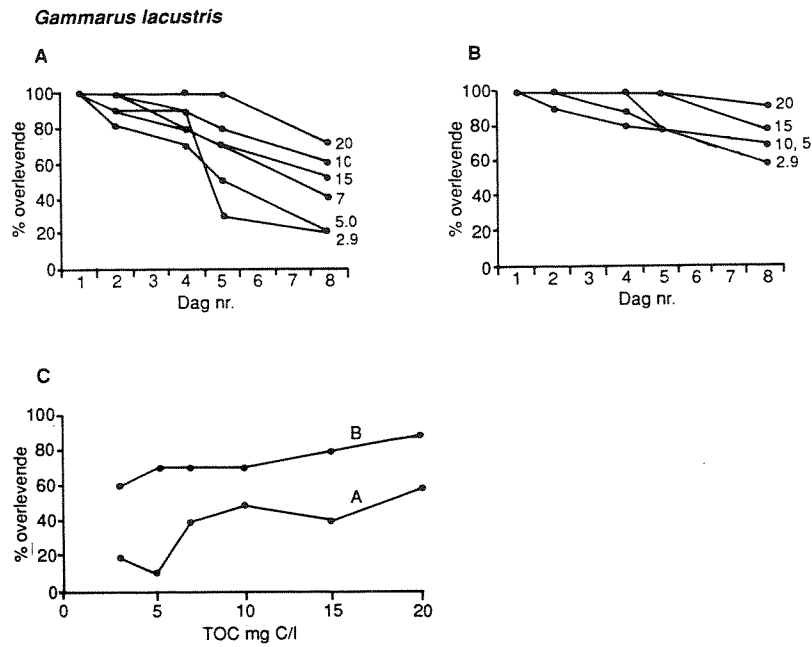 Gammarus lacustris
A
% overlevende
100
80
60
40
20
0
1 2 3 4 5 6 7 8
Dag nr.
20
10
15
7
5.0
2.9
B
% overlevende
100
80
60
40
20
0
1 2 3 4 5 6 7 8
Dag nr.
20
15
10, 5
2.9
C
% overlevende
100
80
60
40
20
0
0 5 10 15 20
TOC mg C/l
B
A